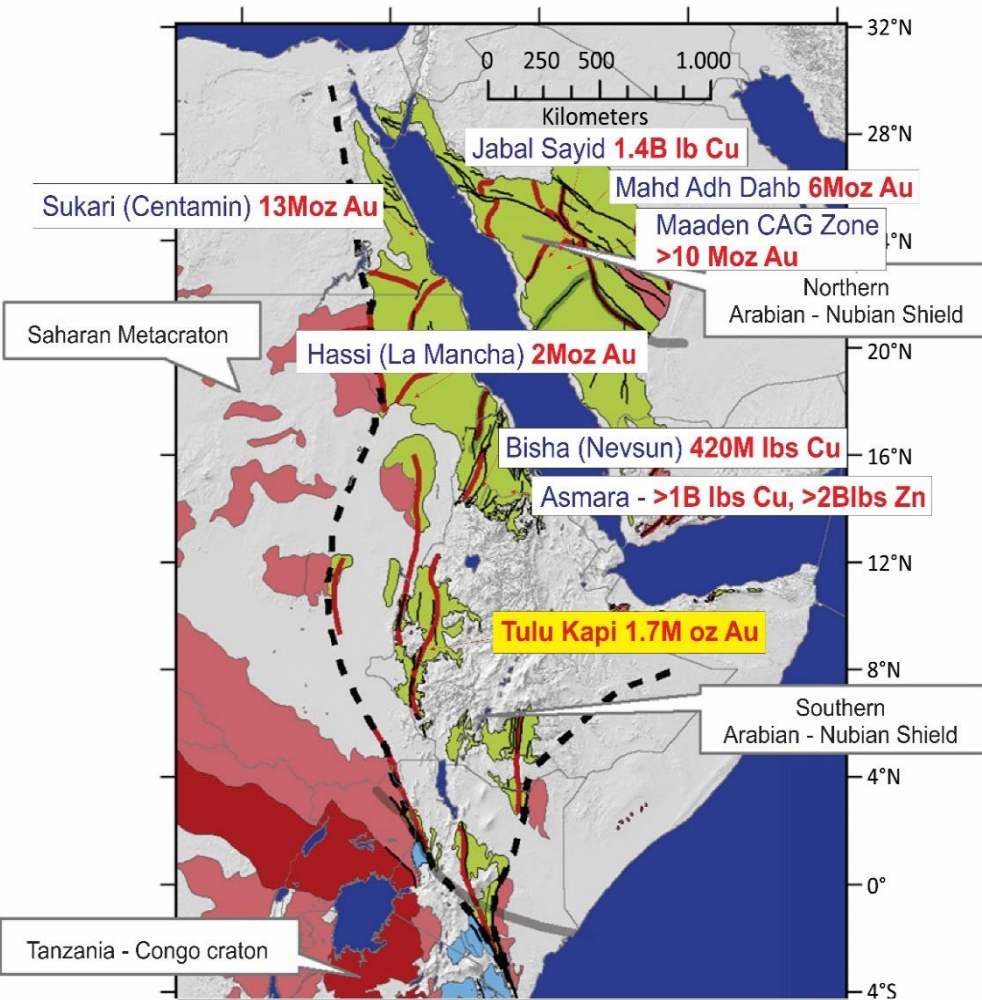 32°N
0 250 500 1.000
Kilometers
28°N
Jabal Sayid 1.4B lb Cu
Mahd Adh Dahb 6Moz Au
Sukari (Centamin) 13Moz Au
Maaden CAG Zone
>10 Moz Au
4°N
Northern
Arabian - Nubian Shield
Saharan Metacraton
20°N
Hassi (La Mancha) 2Moz Au
Bisha (Nevsun) 420M lbs Cu
16°N
Asmara - >1B lbs Cu, >2Blbs Zn
12°N
Tulu Kapi 1.7M oz Au
8°N
Southern
Arabian - Nubian Shield
4°N
0°
Tanzania - Congo craton
4°S